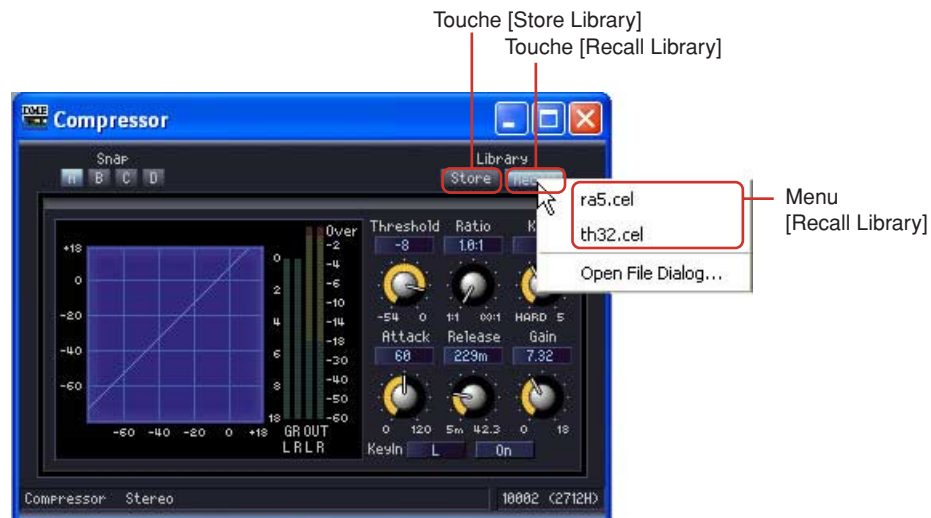 Touche [Store Library]
Touche [Recall Library]
DME
Compressor
Snap
Library
A B C D
Store
ra5.cel
th32.cel
Open File Dialog...
Menu
[Recall Library]
Threshold Ratio K
-8 1.0:1
-54 0 1:1 ∞:1 HARD 5
Attack Release Gain
60 229m 7.32
0 120 5m 42.3 0 18
KeyIn L On
+18
0
-20
-40
-60
-60 -40 -20 0 +18
0
2
4
6
8
18
Over
-2
-4
-6
-10
-14
-18
-30
-40
-50
-60
GR OUT
L R L R
Compressor Stereo 10002 (2712H)